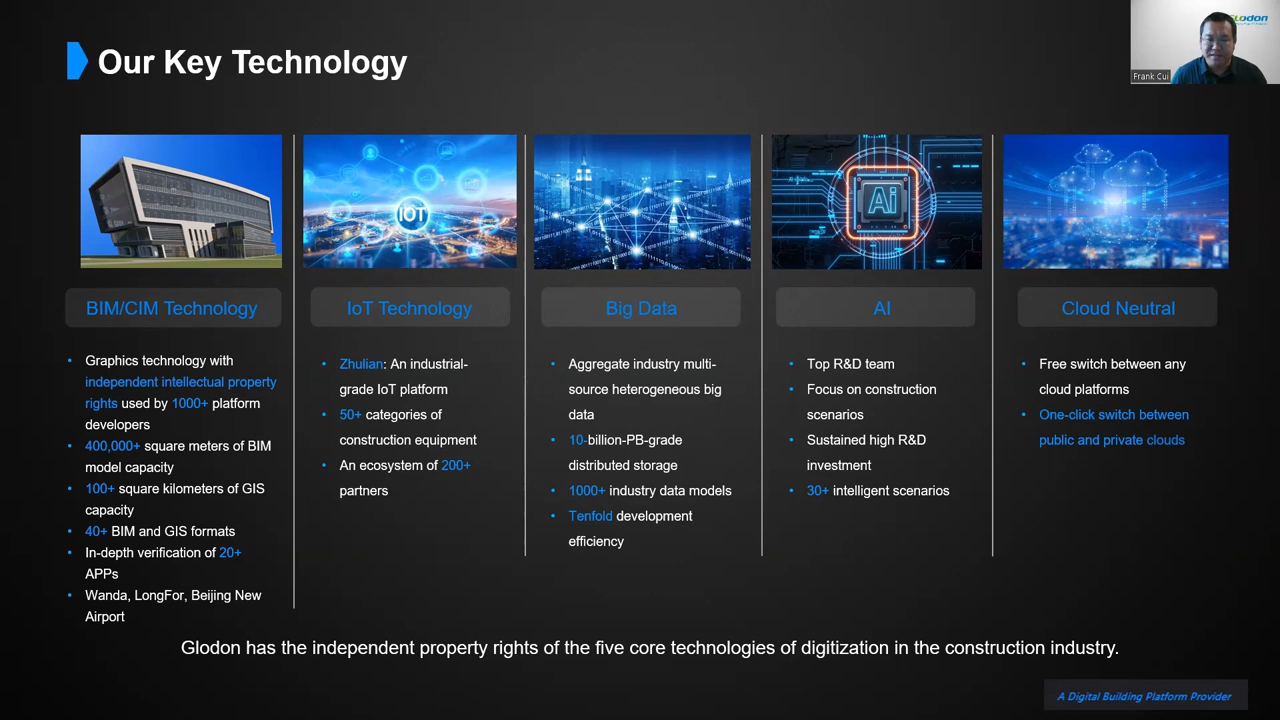 Our Key Technology
Glodon
Frank Cui
IOT
Ai
BIM/CIM Technology
IoT Technology
Big Data
AI
Cloud Neutral
• Graphics technology with
independent intellectual property
rights used by 1000+ platform
developers
• 400,000+ square meters of BIM
model capacity
• 100+ square kilometers of GIS
capacity
• 40+ BIM and GIS formats
• In-depth verification of 20+
APPs
• Wanda, LongFor, Beijing New
Airport
• Zhulian: An industrial-
grade IoT platform
• 50+ categories of
construction equipment
• An ecosystem of 200+
partners
• Aggregate industry multi-
source heterogeneous big
data
• 10-billion-PB-grade
distributed storage
• 1000+ industry data models
• Tenfold development
efficiency
• Top R&D team
• Focus on construction
scenarios
• Sustained high R&D
investment
• 30+ intelligent scenarios
• Free switch between any
cloud platforms
• One-click switch between
public and private clouds
Glodon has the independent property rights of the five core technologies of digitization in the construction industry.
A Digital Building Platform Provider